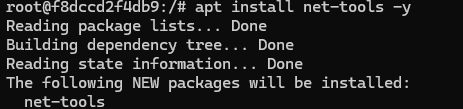 root@f8dccd2f4db9:/# apt install net-tools -y
Reading package lists... Done
Building dependency tree... Done
Reading state information... Done
The following NEW packages will be installed:
  net-tools